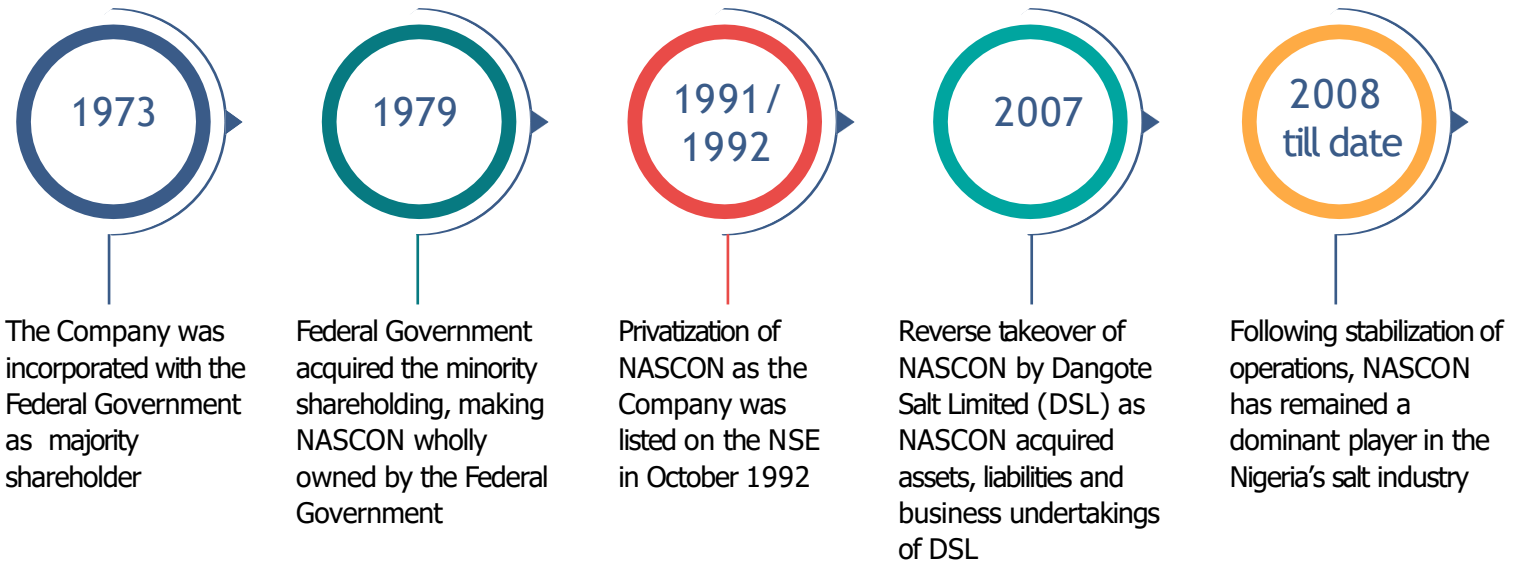 1973
The Company was
incorporated with the
Federal Government
as majority
shareholder
1979
Federal Government
acquired the minority
shareholding, making
NASCON wholly
owned by the Federal
Government
1991/
1992
Privatization of
NASCON as the
Company was
listed on the NSE
in October 1992
2007
Reverse takeover of
NASCON by Dangote
Salt Limited (DSL) as
NASCON acquired
assets, liabilities and
business undertakings
of DSL
2008
till date
Following stabilization of
operations, NASCON
has remained a
dominant player in the
Nigeria’s salt industry